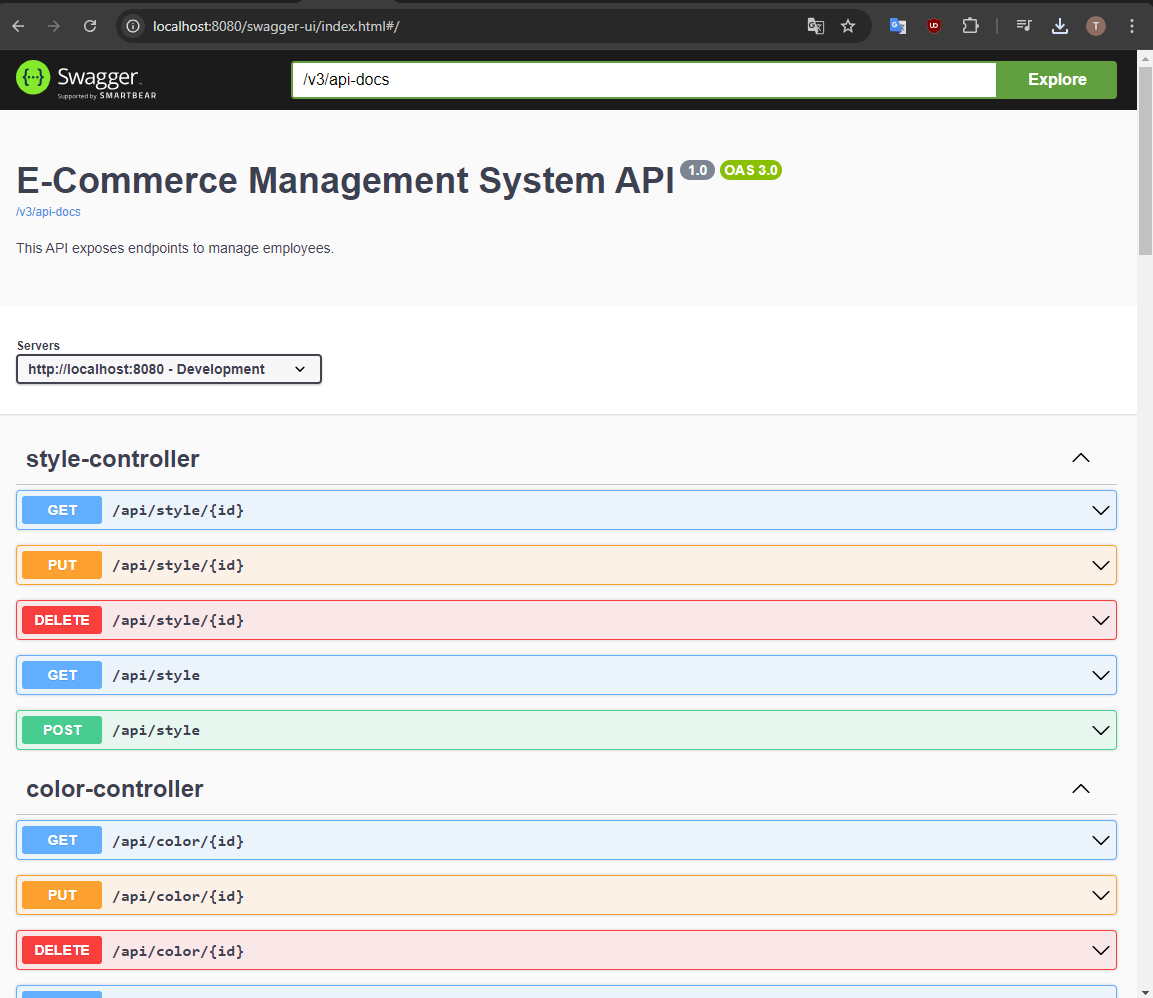 localhost:8080/swagger-ui/index.html#/
T
Swagger.
Supported by SMARTBEAR
/v3/api-docs
Explore
E-Commerce Management System API 1.0 OAS 3.0
/v3/api-docs
This API exposes endpoints to manage employees.
Servers
http://localhost:8080 - Development
style-controller
GET /api/style/{id}
PUT /api/style/{id}
DELETE /api/style/{id}
GET /api/style
POST /api/style
color-controller
GET /api/color/{id}
PUT /api/color/{id}
DELETE /api/color/{id}